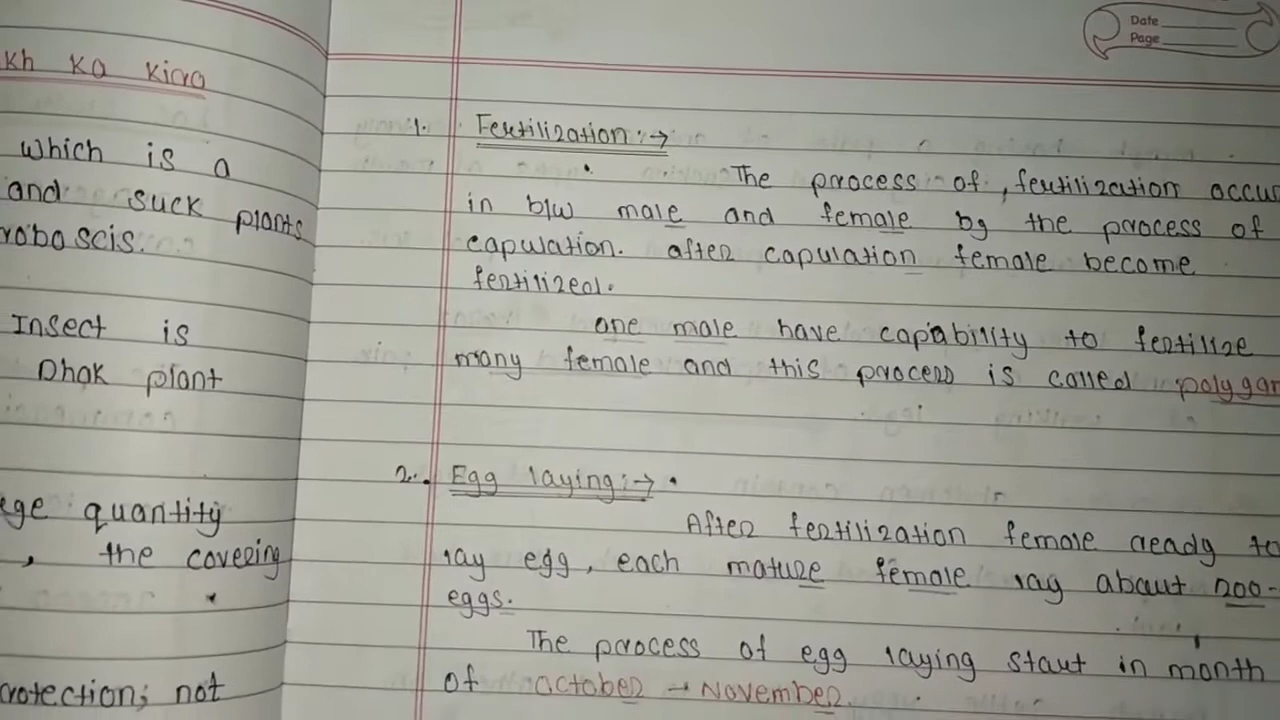 kh ka kida
which is a
and suck plants
roboscis.
Insect is
Dhak plant
ge quantity
, the covering
rotection; not
Date
Page
1. Fertilization:→
The process of, fertilization occur
in b/w male and female by the process of
capulation. after capulation female become
fertilized.
one male have capability to fertilize
many female and this process is called polygam
2. Egg laying:→
After fertilization female ready to
lay egg, each mature female lay about 200-
eggs.
The process of egg laying start in month
of october → November.